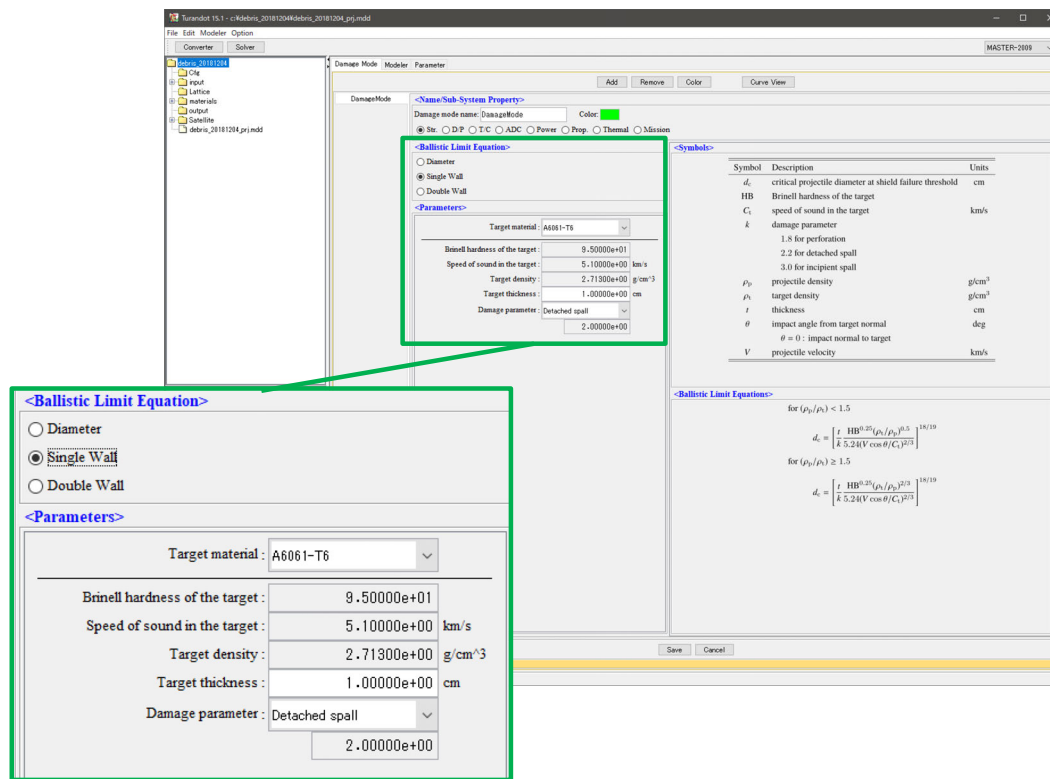 Turandot 15.1 - c:¥debris_20181204¥debris_20181204_prj.mdd
File Edit Modeler Option
Converter Solver MASTER-2009
debris_20181204
Cfg
input
Lattice
materials
output
Satellite
debris_20181204_prj.mdd
Damage Mode Modeler Parameter
Add Remove Color Curve View
DamageMode
<Name/Sub-System Property>
Damage mode name: DamageMode Color:
Str. D/P T/C ADC Power Prop. Thermal Mission
<Ballistic Limit Equation>
Diameter
Single Wall
Double Wall
<Parameters>
Target material : A6061-T6
Brinell hardness of the target : 9.50000e+01
Speed of sound in the target : 5.10000e+00 km/s
Target density : 2.71300e+00 g/cm^3
Target thickness : 1.00000e+00 cm
Damage parameter : Detached spall
2.00000e+00
<Symbols>
Symbol Description Units
d_c critical projectile diameter at shield failure threshold cm
HB Brinell hardness of the target
C_t speed of sound in the target km/s
k damage parameter
1.8 for perforation
2.2 for detached spall
3.0 for incipient spall
ρ_p projectile density g/cm³
ρ_t target density g/cm³
t thickness cm
θ impact angle from target normal deg
θ = 0 : impact normal to target
V projectile velocity km/s
<Ballistic Limit Equations>
for (ρ_p/ρ_t) < 1.5
d_c = [t/k HB^0.25(ρ_t/ρ_p)^0.5 / 5.24(V cos θ/C_t)^2/3]^18/19
for (ρ_p/ρ_t) ≥ 1.5
d_c = [t/k HB^0.25(ρ_t/ρ_p)^2/3 / 5.24(V cos θ/C_t)^2/3]^18/19
Save Cancel
<Ballistic Limit Equation>
Diameter
Single Wall
Double Wall
<Parameters>
Target material : A6061-T6
Brinell hardness of the target : 9.50000e+01
Speed of sound in the target : 5.10000e+00 km/s
Target density : 2.71300e+00 g/cm^3
Target thickness : 1.00000e+00 cm
Damage parameter : Detached spall
2.00000e+00